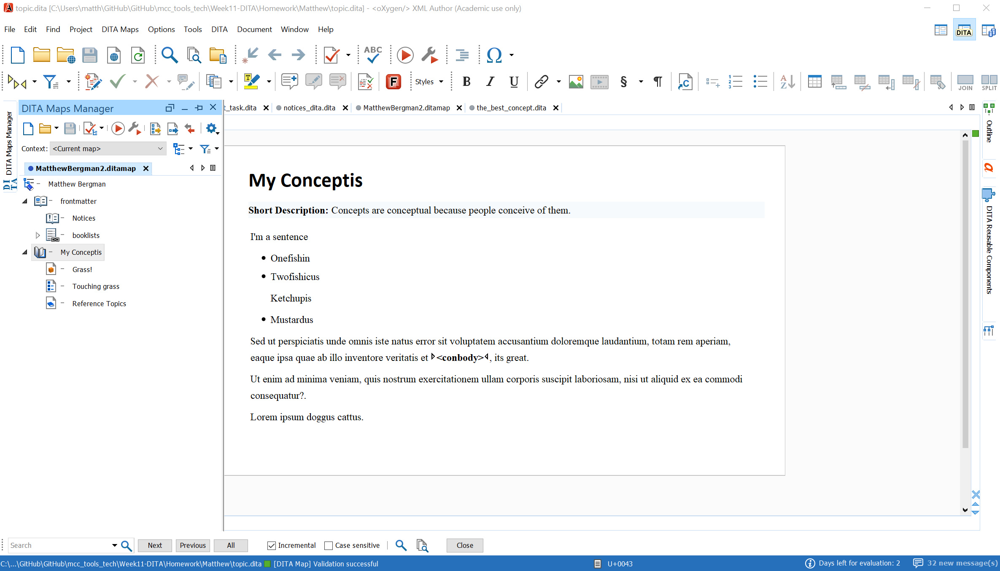 topic.dita [C:\Users\matth\GitHub\GitHub\mcc_tools_tech\Week11-DITA\Homework\Matthew\topic.dita] - <oXygen/> XML Author (Academic use only)
File Edit Find Project DITA Maps Options Tools DITA Document Window Help
DITA
ABC
Styles B I U
JOIN SPLIT
DITA Maps Manager
t_task.dita notices_dita.dita MatthewBergman2.ditamap the_best_concept.dita
DITA Maps Manager
DITA
Context: <Current map>
MatthewBergman2.ditamap
Matthew Bergman
frontmatter
Notices
booklists
My Conceptis
Grass!
Touching grass
Reference Topics
My Conceptis
Short Description: Concepts are conceptual because people conceive of them.
I'm a sentence
Onefishin
Twofishicus
Ketchupis
Mustardus
Sed ut perspiciatis unde omnis iste natus error sit voluptatem accusantium doloremque laudantium, totam rem aperiam,
eaque ipsa quae ab illo inventore veritatis et <conbody>, its great.
Ut enim ad minima veniam, quis nostrum exercitationem ullam corporis suscipit laboriosam, nisi ut aliquid ex ea commodi
consequatur?.
Lorem ipsum doggus cattus.
Outline
DITA Reusable Components
Search Next Previous All Incremental Case sensitive Close
C:\...\GitHub\GitHub\mcc_tools_tech\Week11-DITA\Homework\Matthew\topic.dita [DITA Map] Validation successful U+0043 Days left for evaluation: 2 32 new message(s)